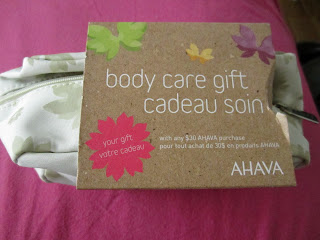 body care gift
cadeau soin
your gift
votre cadeau
with any $30 AHAVA purchase
pour tout achat de 30$ en produits AHAVA
AHAVA